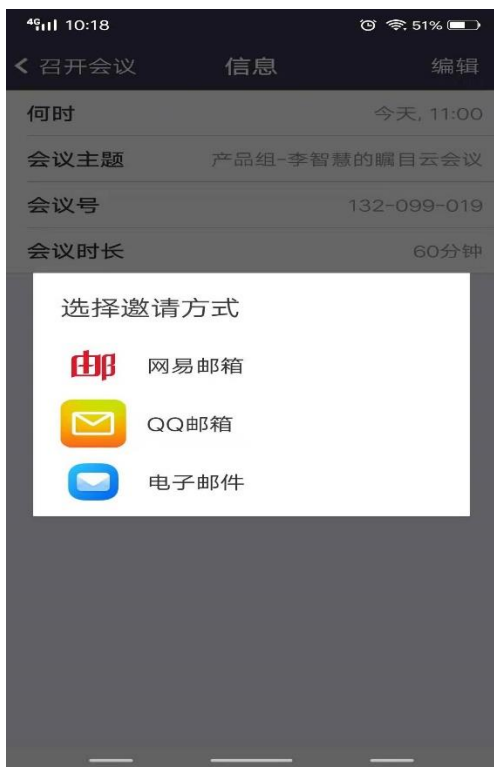 4G 10:18 51%
召开会议 信息 编辑
何时 今天, 11:00
会议主题 产品组-李智慧的瞩目云会议
会议号 132-099-019
会议时长 60分钟
选择邀请方式
邮 网易邮箱
QQ邮箱
电子邮件